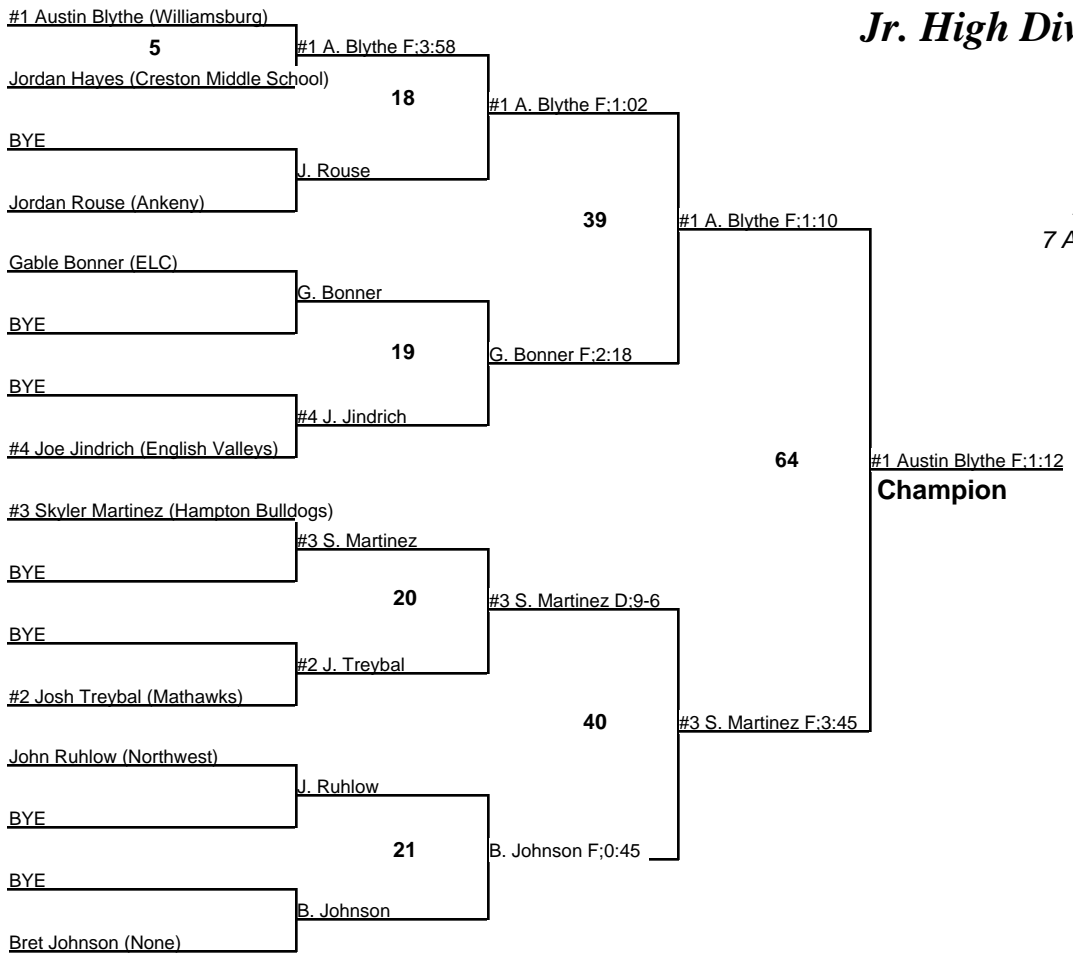 #1 Austin Blythe (Williamsburg)
Jr. High
5
#1 A. Blythe F;3:58
Jordan Hayes (Creston Middle School)
18
#1 A. Blythe F;1:02
BYE
J. Rouse
Jordan Rouse (Ankeny)
39
#1 A. Blythe F;1:10
7 A
Gable Bonner (ELC)
G. Bonner
BYE
19
G. Bonner F;2:18
BYE
#4 J. Jindrich
#4 Joe Jindrich (English Valleys)
64
#1 Austin Blythe F;1:12
Champion
#3 Skyler Martinez (Hampton Bulldogs)
#3 S. Martinez
BYE
20
#3 S. Martinez D;9-6
BYE
#2 J. Treybal
#2 Josh Treybal (Mathawks)
40
#3 S. Martinez F;3:45
John Ruhlow (Northwest)
J. Ruhlow
BYE
21
B. Johnson F;0:45
BYE
B. Johnson
Bret Johnson (None)